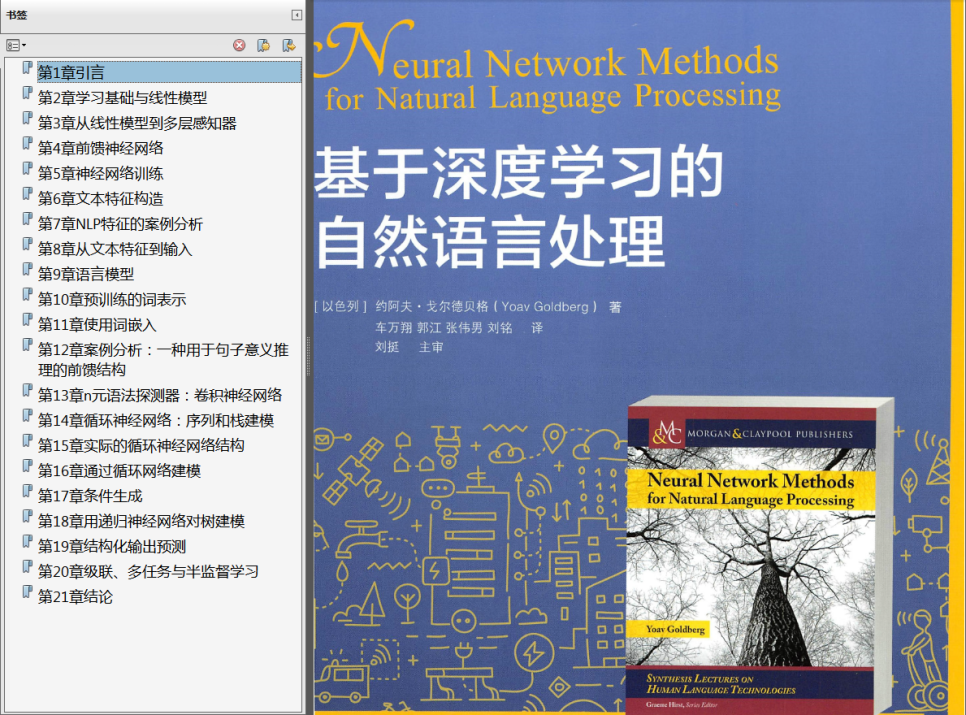 书签
第1章引言
第2章学习基础与线性模型
第3章从线性模型到多层感知器
第4章前馈神经网络
第5章神经网络训练
第6章文本特征构造
第7章NLP特征的案例分析
第8章从文本特征到输入
第9章语言模型
第10章预训练的词表示
第11章使用词嵌入
第12章案例分析：一种用于句子意义推
理的前馈结构
第13章n元语法探测器：卷积神经网络
第14章循环神经网络：序列和栈建模
第15章实际的循环神经网络结构
第16章通过循环网络建模
第17章条件生成
第18章用递归神经网络对树建模
第19章结构化输出预测
第20章级联、多任务与半监督学习
第21章结论
Neural Network Methods
for Natural Language Processing
基于深度学习的
自然语言处理
[以色列] 约阿夫·戈尔德贝格（Yoav Goldberg） 著
车万翔 郭江 张伟男 刘铭 译
刘挺 主审
M&C MORGAN&CLAYPOOL PUBLISHERS
Neural Network Methods
for Natural Language Processing
Yoav Goldberg
SYNTHESIS LECTURES ON
HUMAN LANGUAGE TECHNOLOGIES
Graeme Hirst, Series Editor